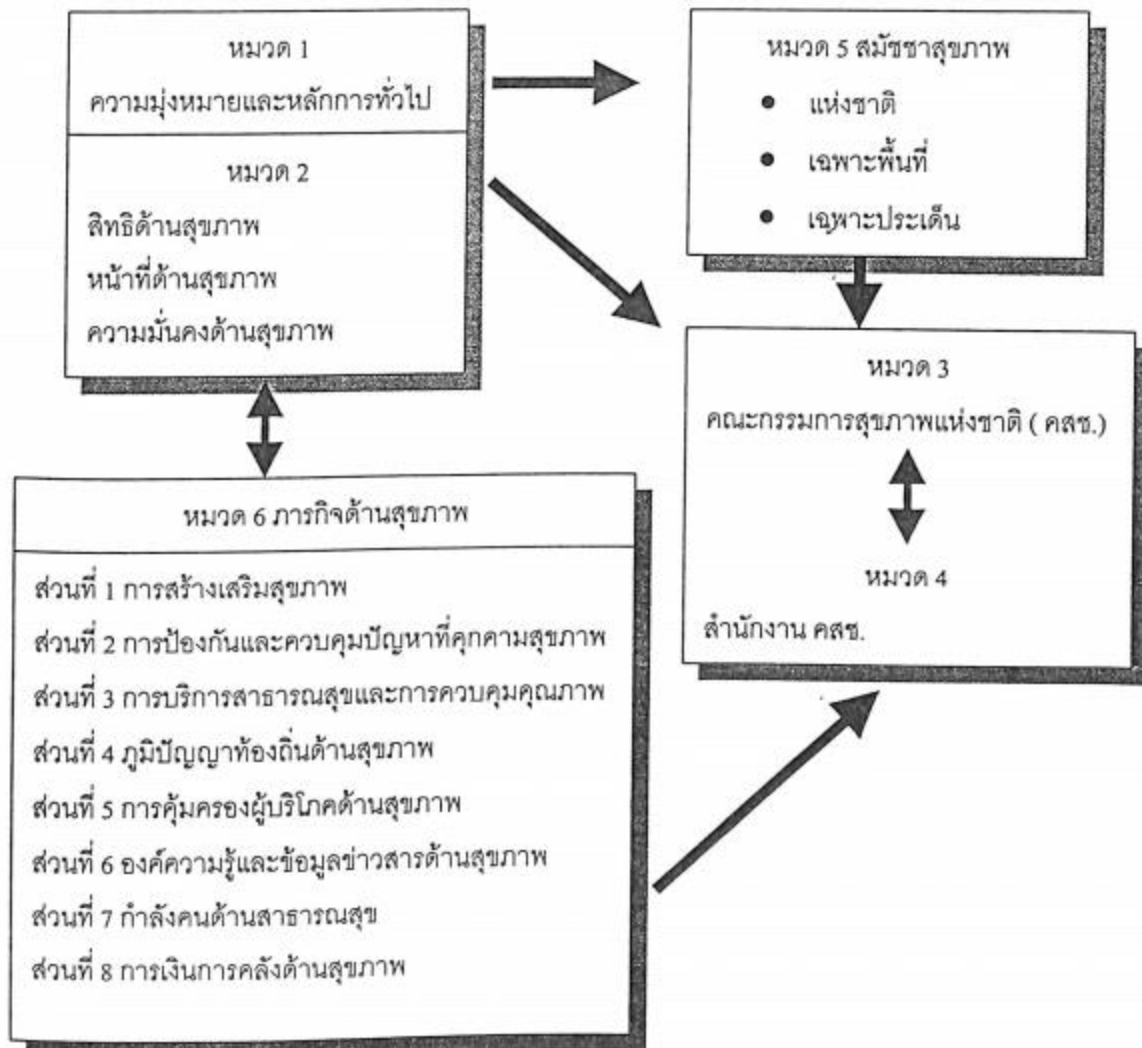 หมวด 1
ความมุ่งหมายและหลักการทั่วไป
หมวด 2
สิทธิด้านสุขภาพ
หน้าที่ด้านสุขภาพ
ความมั่นคงด้านสุขภาพ
หมวด 5 สมัชชาสุขภาพ
• แห่งชาติ
• เฉพาะพื้นที่
• เฉพาะประเด็น
หมวด 3
คณะกรรมการสุขภาพแห่งชาติ ( คสช.)
หมวด 4
สำนักงาน คสช.
หมวด 6 ภารกิจด้านสุขภาพ
ส่วนที่ 1 การสร้างเสริมสุขภาพ
ส่วนที่ 2 การป้องกันและควบคุมปัญหาที่คุกคามสุขภาพ
ส่วนที่ 3 การบริการสาธารณสุขและการควบคุมคุณภาพ
ส่วนที่ 4 ภูมิปัญญาท้องถิ่นด้านสุขภาพ
ส่วนที่ 5 การคุ้มครองผู้บริโภคด้านสุขภาพ
ส่วนที่ 6 องค์ความรู้และข้อมูลข่าวสารด้านสุขภาพ
ส่วนที่ 7 กำลังคนด้านสาธารณสุข
ส่วนที่ 8 การเงินการคลังด้านสุขภาพ